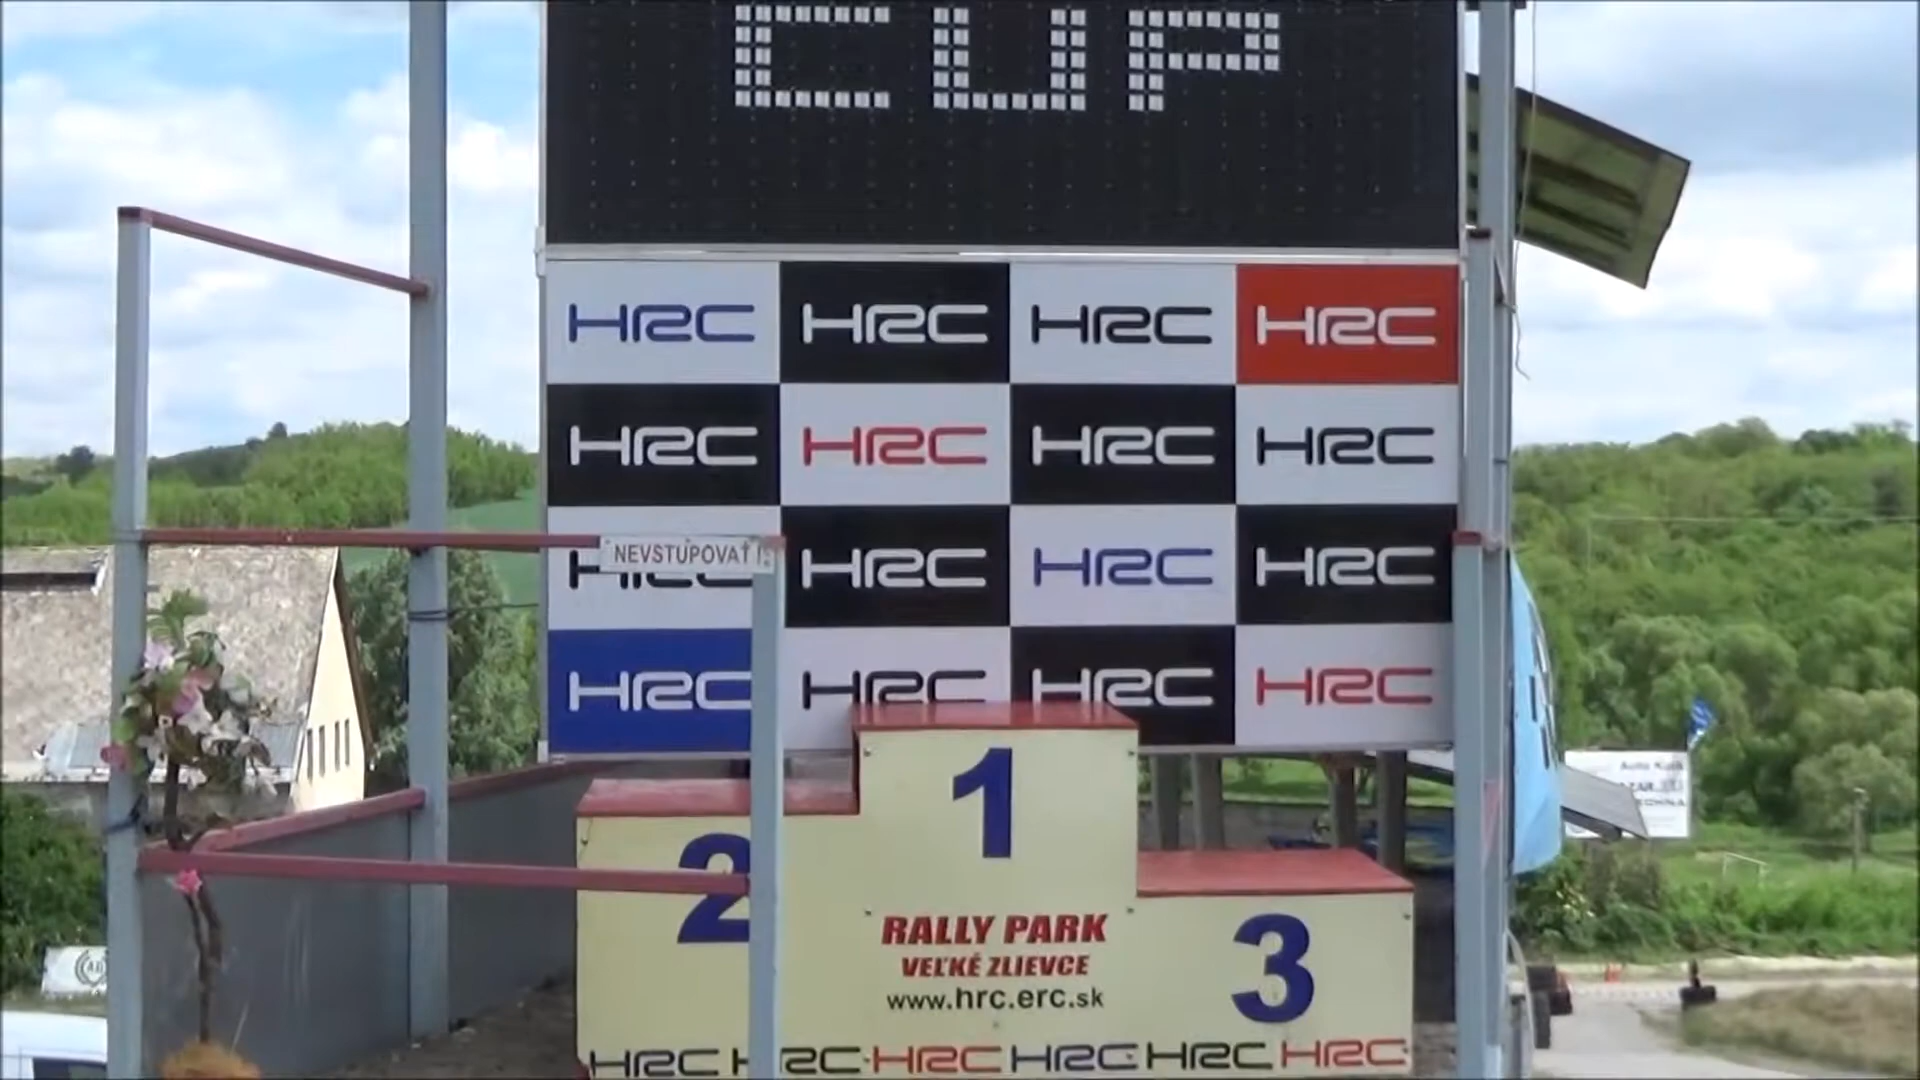 CUP
HRC HRC HRC HRC
HRC HRC HRC HRC
NEVSTUPOVAŤ !
HRC HRC HRC HRC
HRC HRC HRC HRC
1
2
3
RALLY PARK
VEĽKÉ ZLIEVCE
www.hrc.erc.sk
HRC HRC HRC HRC HRC HRC